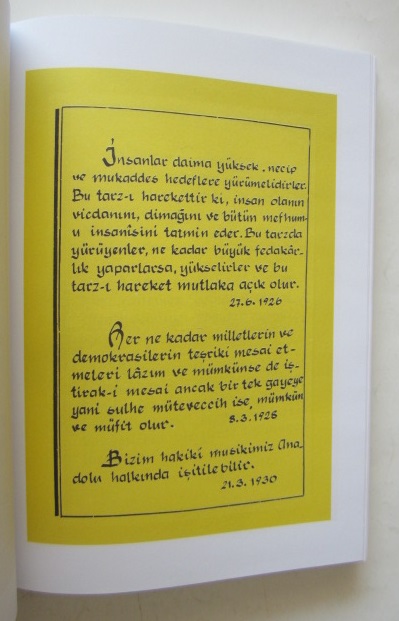 İnsanlar daima yüksek, necip
ve mukaddes hedeflere yürümelidirler.
Bu tarz-ı harekettir ki, insan olanın
vicdanını, dimağını ve bütün mefhum-
u insanîsini tatmin eder. Bu tarzda
yürüyenler, ne kadar büyük fedakâr-
lık yaparlarsa, yükselirler ve bu
tarz-ı hareket mutlaka açık olur.
27.6.1926
Her ne kadar milletlerin ve
demokrasilerin teşriki mesai et-
meleri lâzım ve mümkünse de iş-
tirak-i mesai ancak bir tek gayeye
yani sulhe müteveccih ise, mümkün
ve müfit olur. 8.3.1928
Bizim hakikî musikimiz Ana-
dolu halkında işitilebilir.
21.3.1930